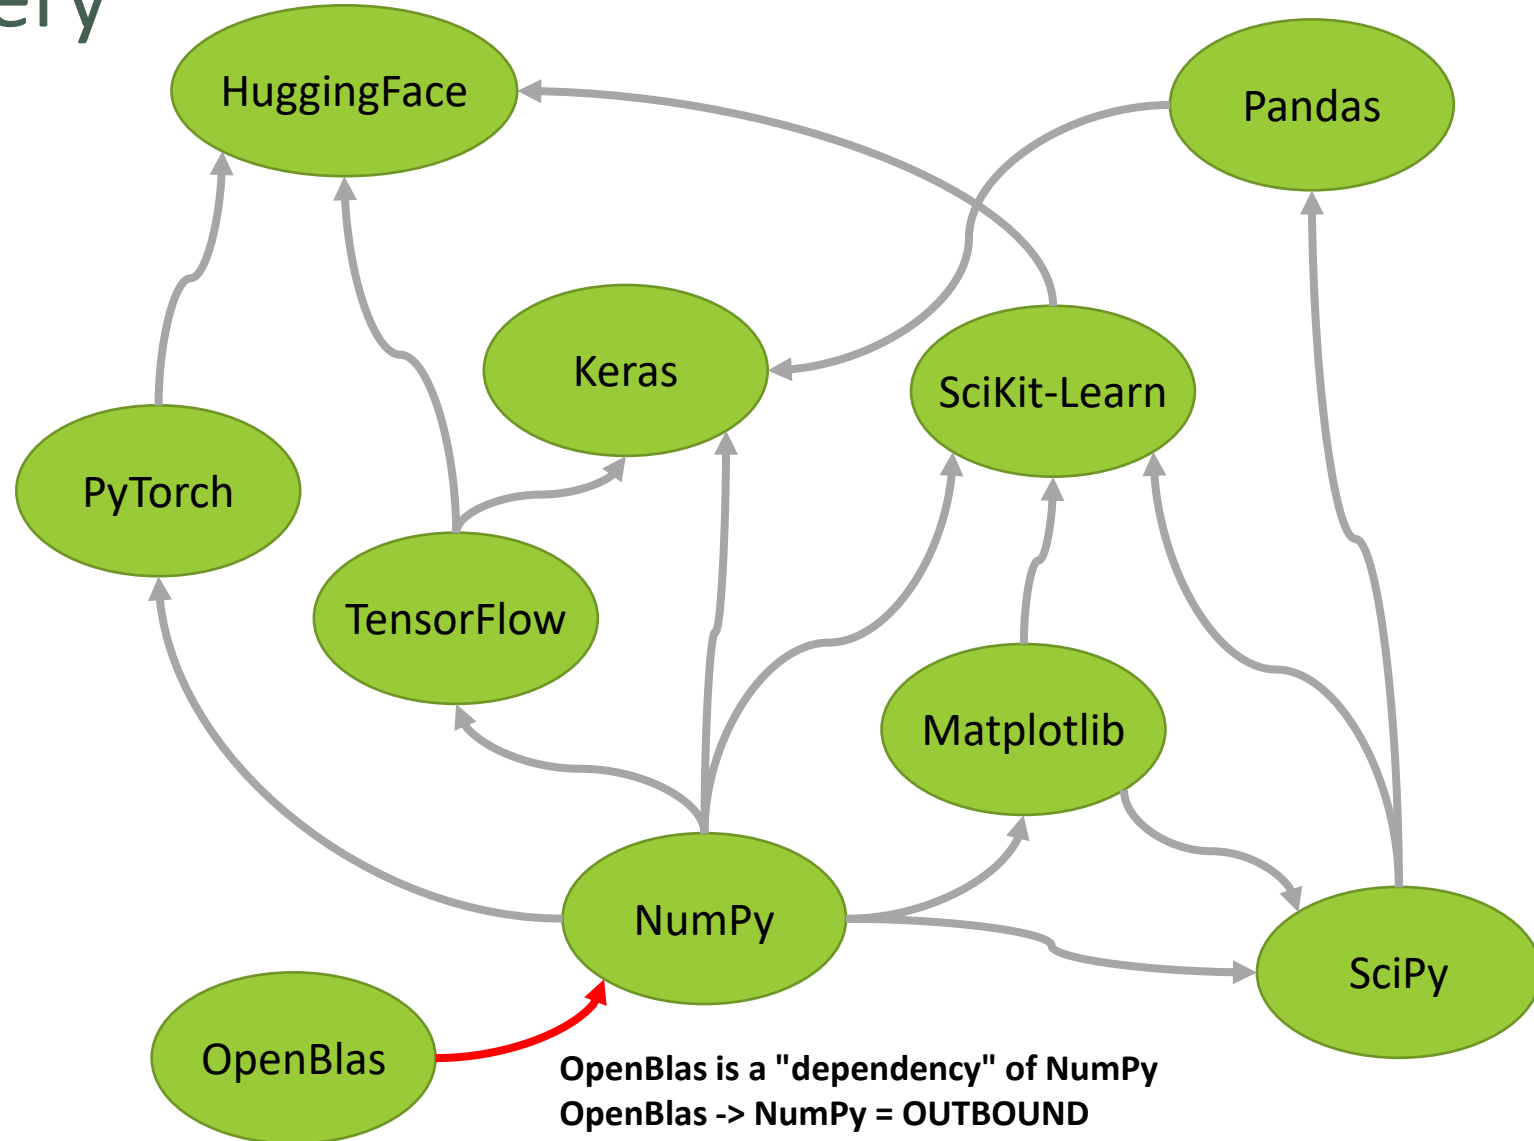 HuggingFace
Pandas
Keras
SciKit-Learn
PyTorch
TensorFlow
Matplotlib
NumPy
SciPy
OpenBlas
OpenBlas is a "dependency" of NumPy
OpenBlas -> NumPy = OUTBOUND